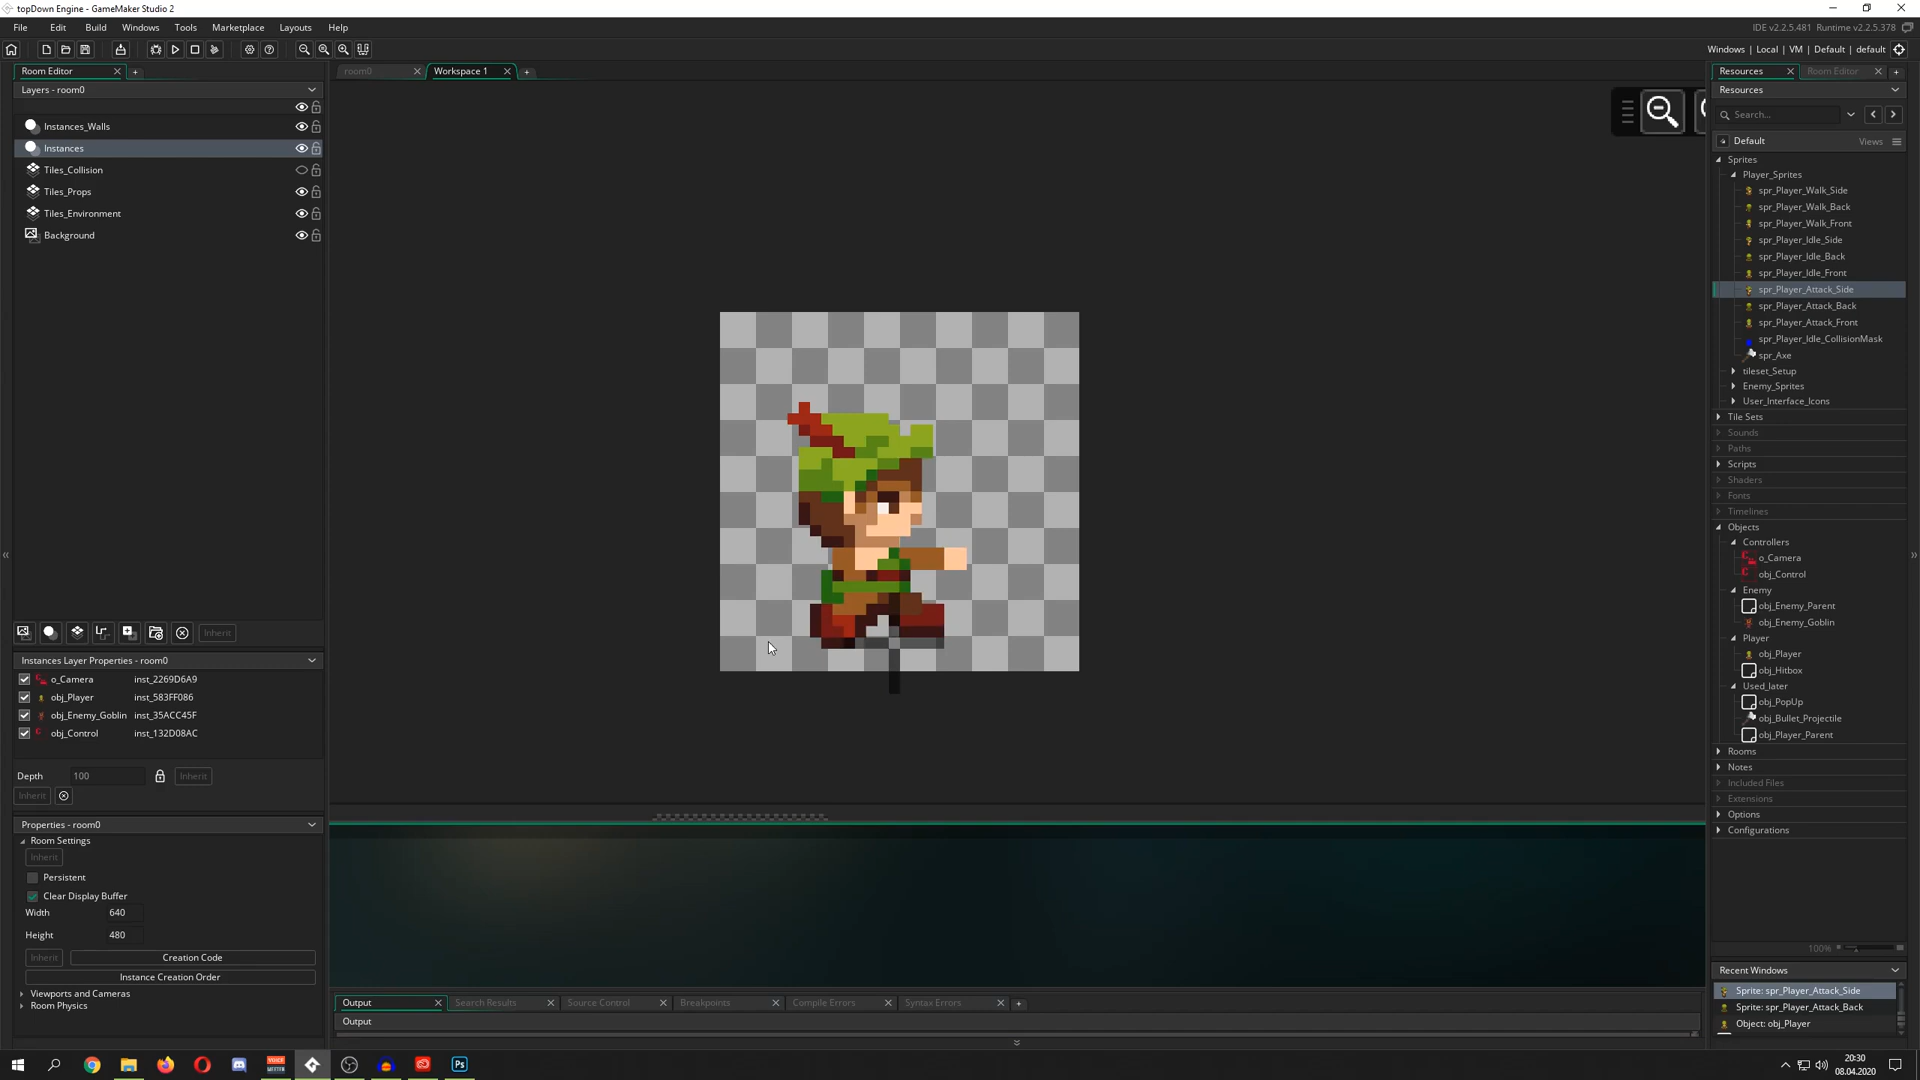 topDown Engine - GameMaker Studio 2
File Edit Build Windows Tools Marketplace Layouts Help
IDE v2.2.5.481 Runtime v2.2.5.378
Windows | Local | VM | Default | default
Room Editor
room0
Workspace 1
Layers - room0
Instances_Walls
Instances
Tiles_Collision
Tiles_Props
Tiles_Environment
Background
Inherit
Instances Layer Properties - room0
o_Camera inst_2269D6A9
obj_Player inst_583FF086
obj_Enemy_Goblin inst_35ACC45F
obj_Control inst_132D08AC
Depth 100 Inherit
Inherit
Properties - room0
Room Settings
Inherit
Persistent
Clear Display Buffer
Width 640
Height 480
Inherit Creation Code
Instance Creation Order
Viewports and Cameras
Room Physics
Output Search Results Source Control Breakpoints Compile Errors Syntax Errors
Output
Resources Room Editor
Resources
Search...
Default Views
Sprites
Player_Sprites
spr_Player_Walk_Side
spr_Player_Walk_Back
spr_Player_Walk_Front
spr_Player_Idle_Side
spr_Player_Idle_Back
spr_Player_Idle_Front
spr_Player_Attack_Side
spr_Player_Attack_Back
spr_Player_Attack_Front
spr_Player_Idle_CollisionMask
spr_Axe
tileset_Setup
Enemy_Sprites
User_Interface_Icons
Tile Sets
Sounds
Paths
Scripts
Shaders
Fonts
Timelines
Objects
Controllers
o_Camera
obj_Control
Enemy
obj_Enemy_Parent
obj_Enemy_Goblin
Player
obj_Player
obj_Hitbox
Used_later
obj_PopUp
obj_Bullet_Projectile
obj_Player_Parent
Rooms
Notes
Included Files
Extensions
Options
Configurations
100%
Recent Windows
Sprite: spr_Player_Attack_Side
Sprite: spr_Player_Attack_Back
Object: obj_Player
Ps
20:30
08.04.2020